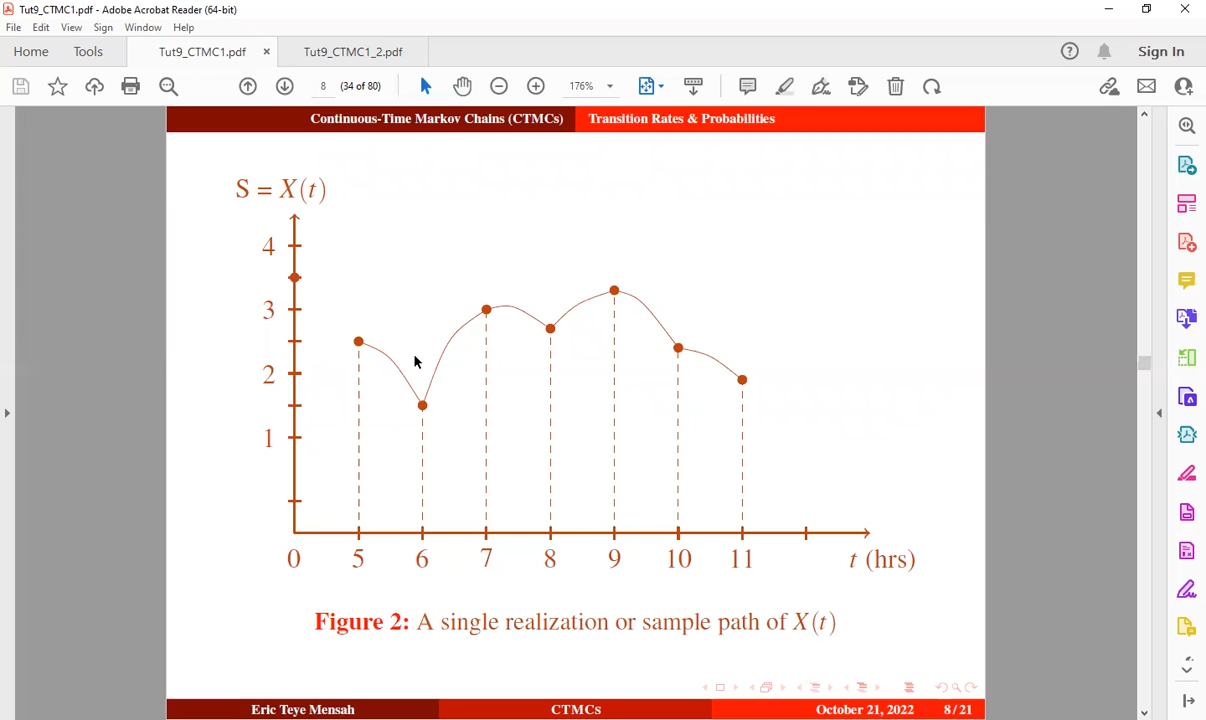 Tut9_CTMC1.pdf - Adobe Acrobat Reader (64-bit)
File Edit View Sign Window Help
Home Tools Tut9_CTMC1.pdf × Tut9_CTMC1_2.pdf Sign In
8 (34 of 80) 176%
Continuous-Time Markov Chains (CTMCs) Transition Rates & Probabilities
S = X(t)
4
3
2
1
0 5 6 7 8 9 10 11 t (hrs)
Figure 2: A single realization or sample path of X(t)
Eric Teye Mensah CTMCs October 21, 2022 8/21